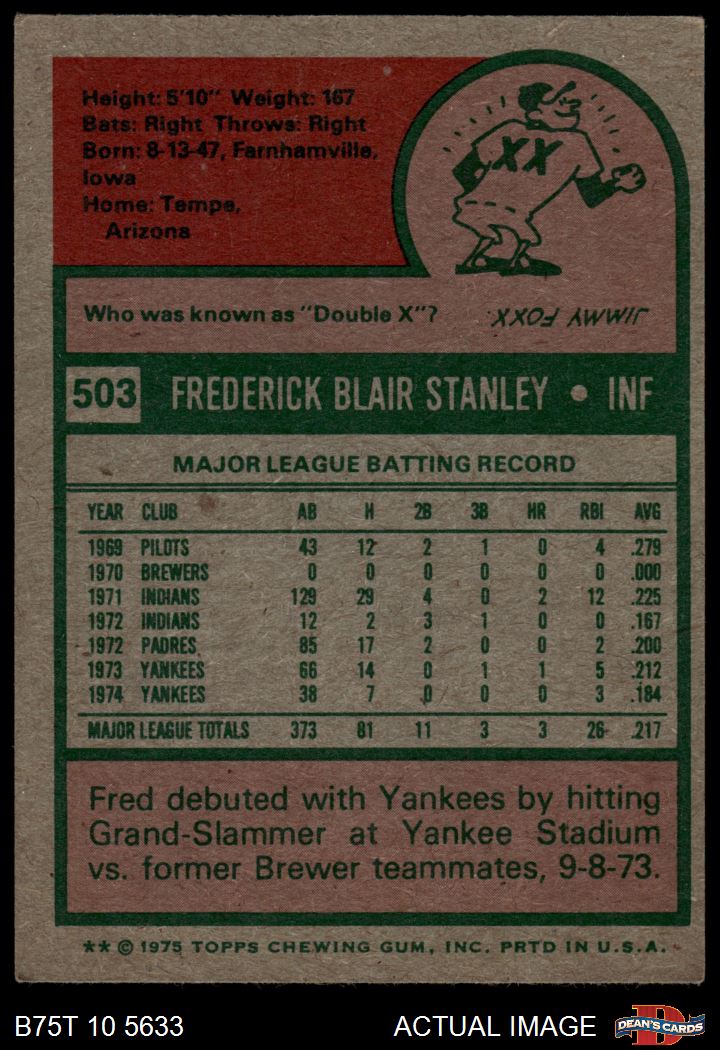 Height: 5'10" Weight: 167
Bats: Right Throws: Right
Born: 8-13-47, Farnhamville,
Iowa
Home: Tempe,
Arizona
XX
Who was known as "Double X"? JIMMY FOXX.
503 FREDERICK BLAIR STANLEY • INF
MAJOR LEAGUE BATTING RECORD
YEAR CLUB AB H 2B 3B HR RBI AVG
1969 PILOTS 43 12 2 1 0 4 .279
1970 BREWERS 0 0 0 0 0 0 .000
1971 INDIANS 129 29 4 0 2 12 .225
1972 INDIANS 12 2 3 1 0 0 .167
1972 PADRES 85 17 2 0 0 2 .200
1973 YANKEES 66 14 0 1 1 5 .212
1974 YANKEES 38 7 0 0 0 3 .184
MAJOR LEAGUE TOTALS 373 81 11 3 3 26 .217
Fred debuted with Yankees by hitting
Grand-Slammer at Yankee Stadium
vs. former Brewer teammates, 9-8-73.
** © 1975 TOPPS CHEWING GUM, INC. PRTD IN U.S.A.
B75T 10 5633 ACTUAL IMAGE DEAN'S CARDS